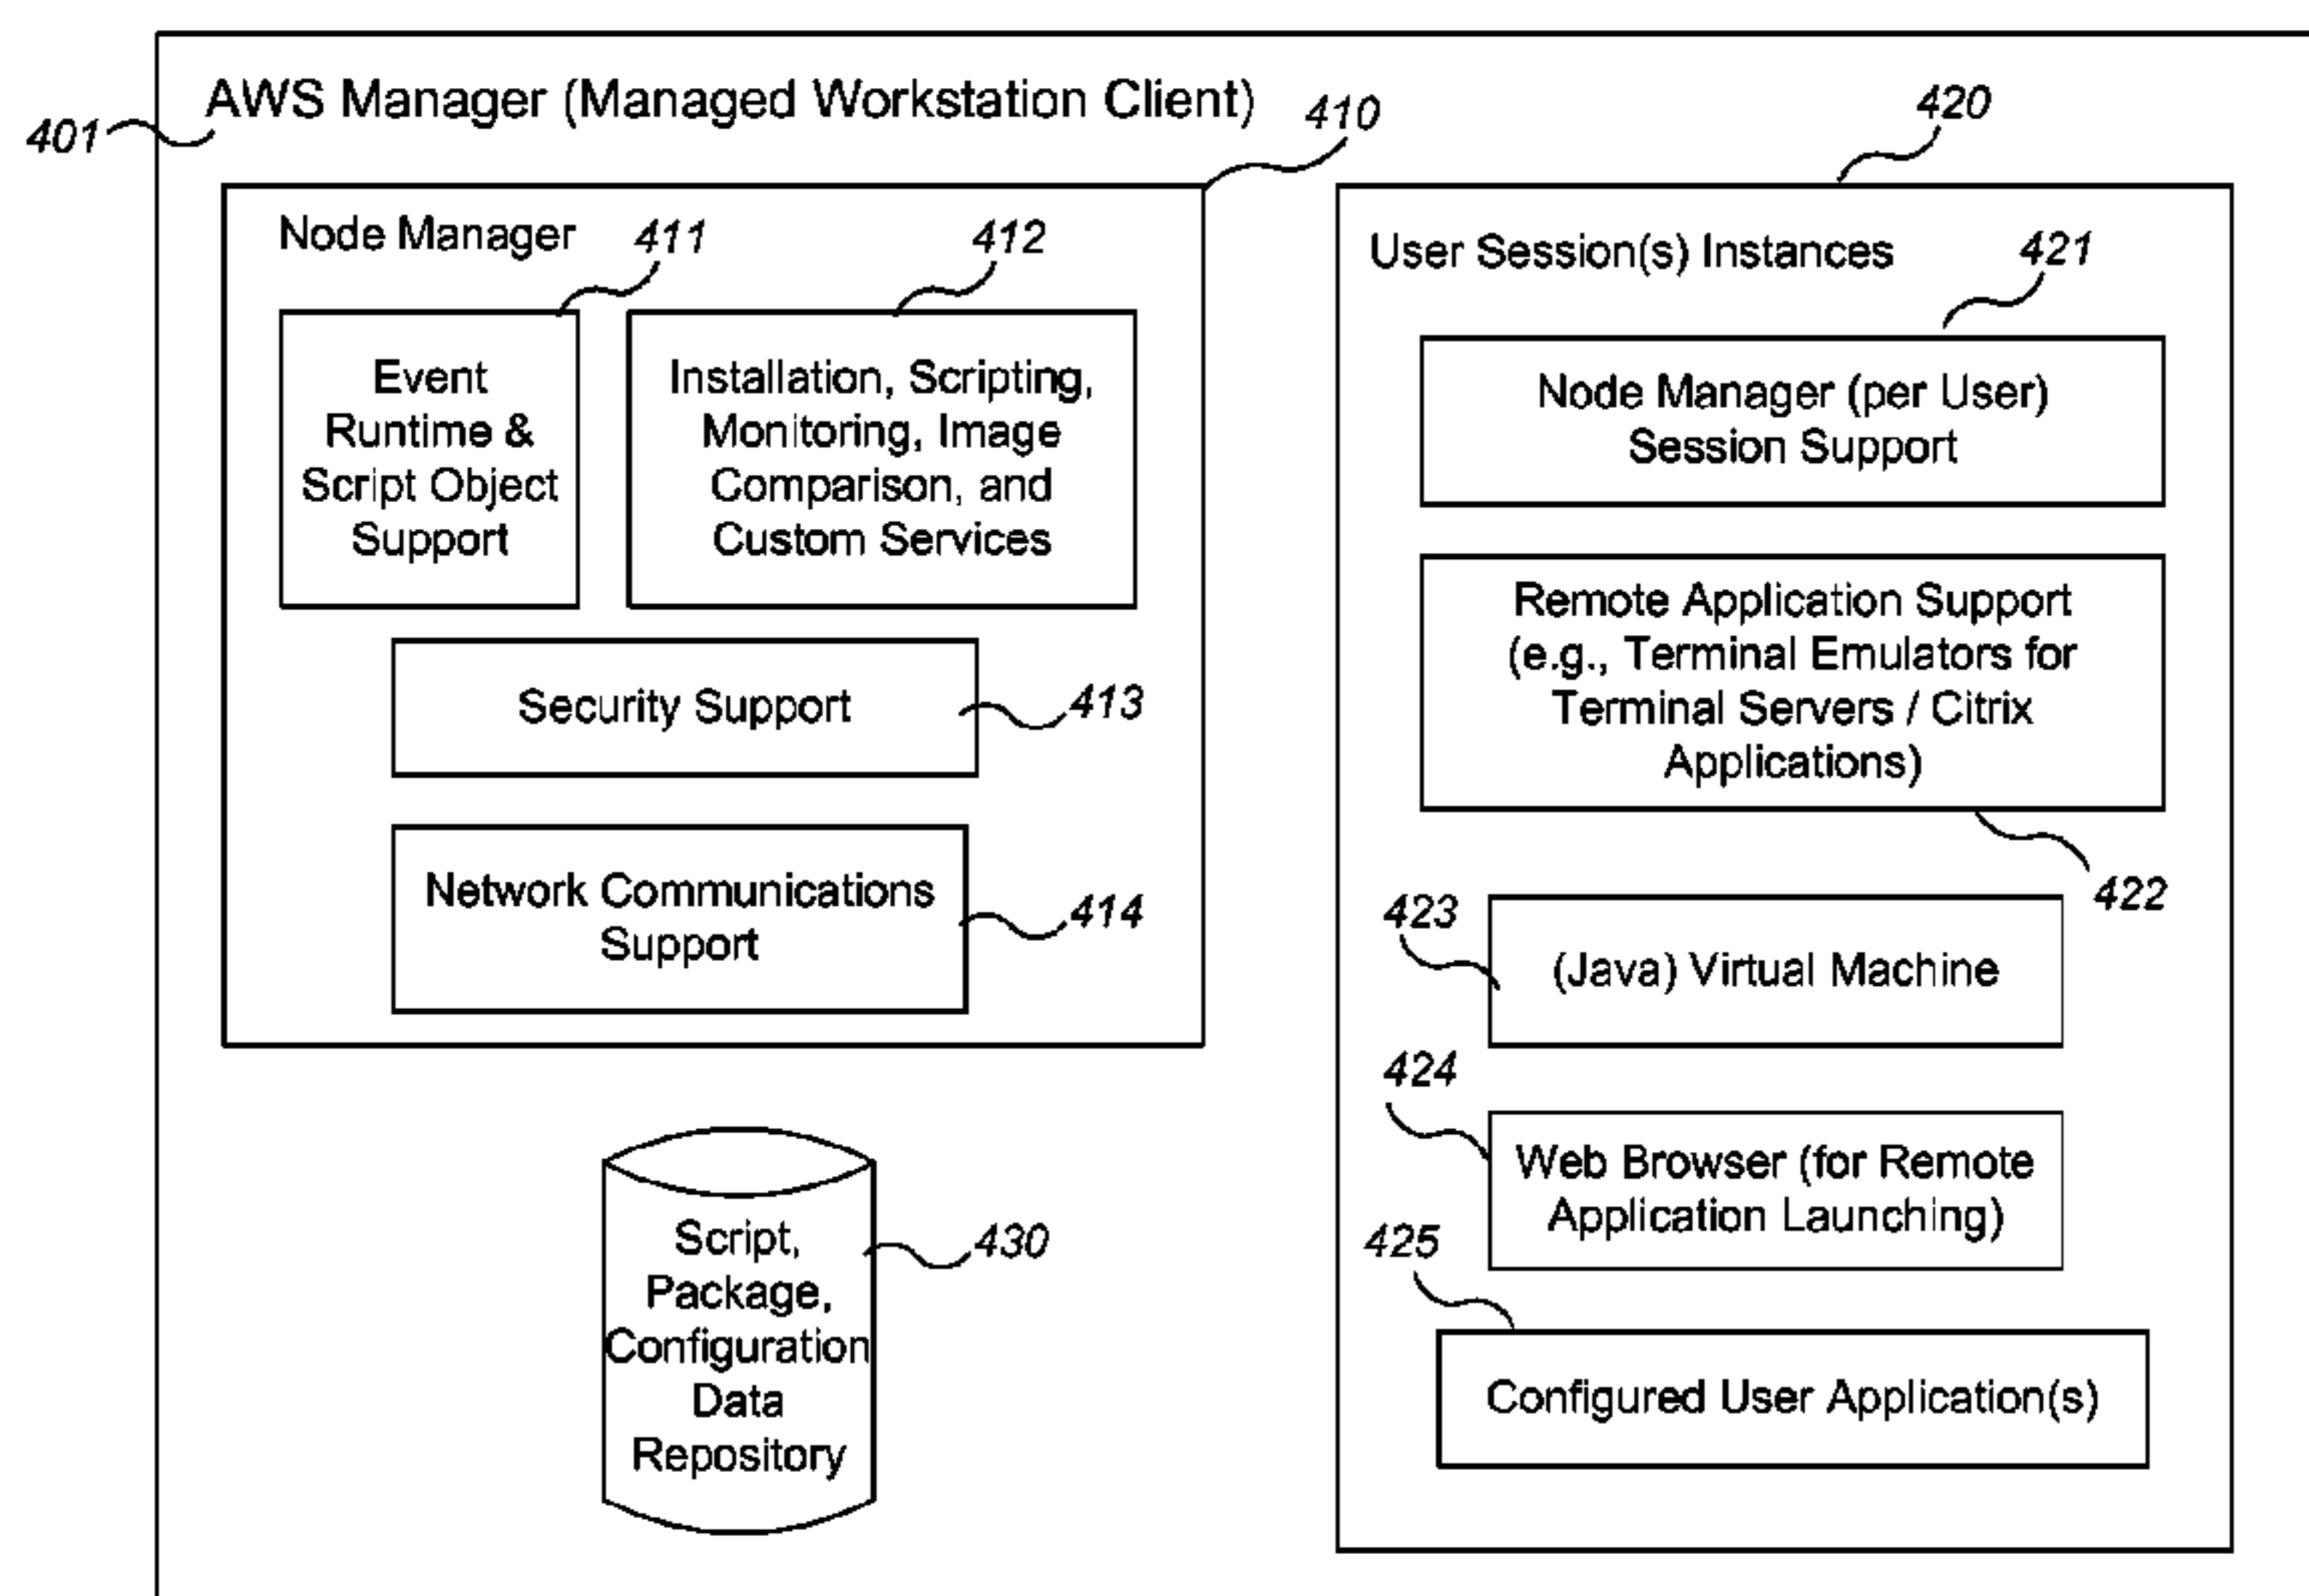 AWS Manager (Managed Workstation Client)
401
410
420
Node Manager
411
412
Event
Runtime &
Script Object
Support
Installation, Scripting,
Monitoring, Image
Comparison, and
Custom Services
Security Support
413
Network Communications
Support
414
Script,
Package,
Configuration
Data
Repository
430
User Session(s) Instances
421
Node Manager (per User)
Session Support
Remote Application Support
(e.g., Terminal Emulators for
Terminal Servers / Citrix
Applications)
422
423
(Java) Virtual Machine
424
Web Browser (for Remote
Application Launching)
425
Configured User Application(s)